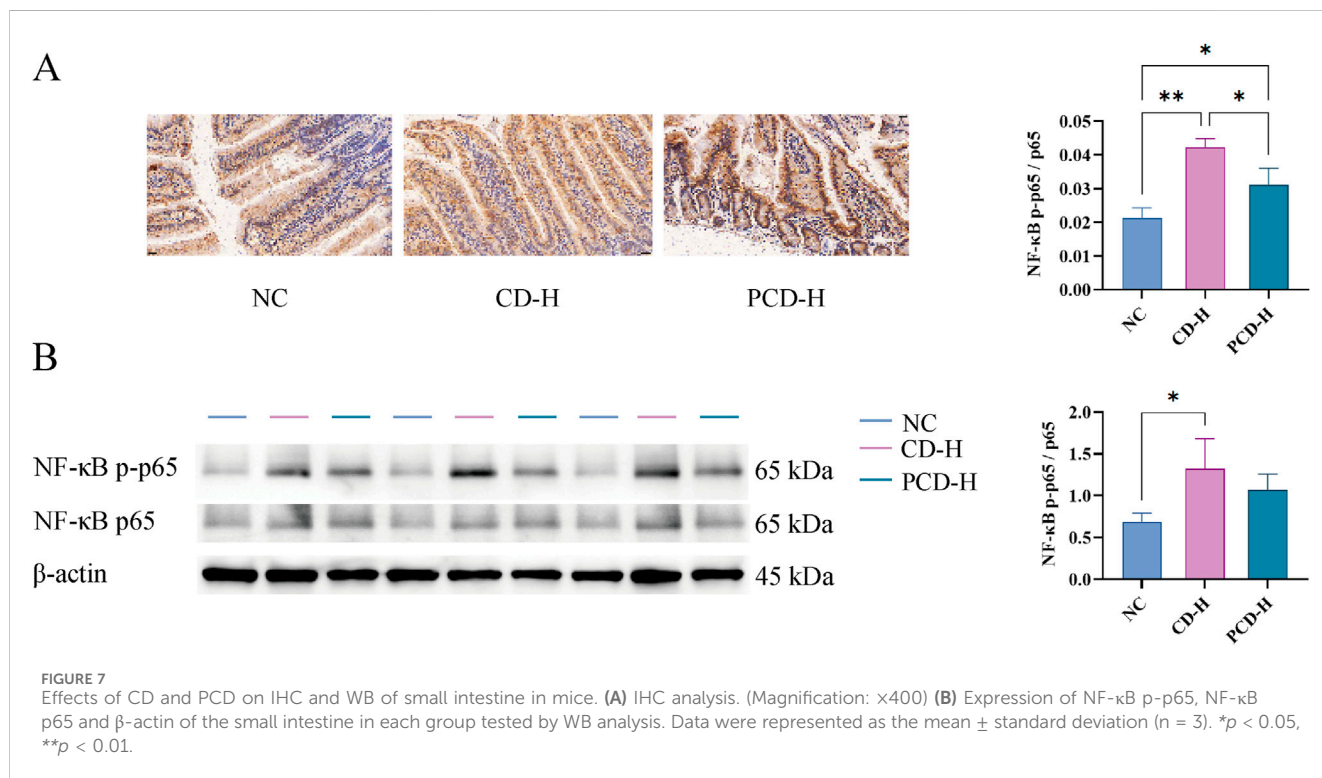 A
NC
CD-H
PCD-H
NF-κB p-p65 / p65
0.05
0.04
0.03
0.02
0.01
0.00
*
**
*
NC
CD-H
PCD-H
B
NF-κB p-p65
65 kDa
NF-κB p65
65 kDa
β-actin
45 kDa
NC
CD-H
PCD-H
NF-κB p-p65 / p65
2.0
1.5
1.0
0.5
0.0
*
NC
CD-H
PCD-H
FIGURE 7
Effects of CD and PCD on IHC and WB of small intestine in mice. (A) IHC analysis. (Magnification: ×400) (B) Expression of NF-κB p-p65, NF-κB
p65 and β-actin of the small intestine in each group tested by WB analysis. Data were represented as the mean ± standard deviation (n = 3). *p < 0.05,
**p < 0.01.